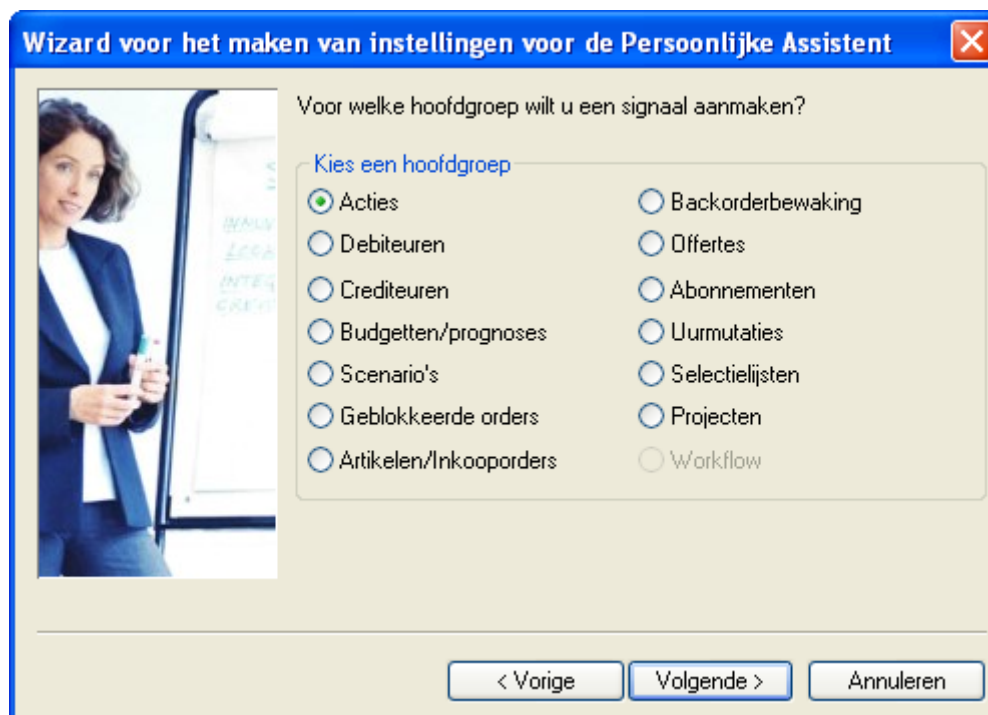 Wizard voor het maken van instellingen voor de Persoonlijke Assistent
Voor welke hoofdgroep wilt u een signaal aanmaken?
Kies een hoofdgroep
Acties
Debiteuren
Crediteuren
Budgetten/prognoses
Scenario's
Geblokkeerde orders
Artikelen/Inkooporders
Backorderbewaking
Offertes
Abonnementen
Uurmutaties
Selectielijsten
Projecten
Workflow
< Vorige
Volgende >
Annuleren